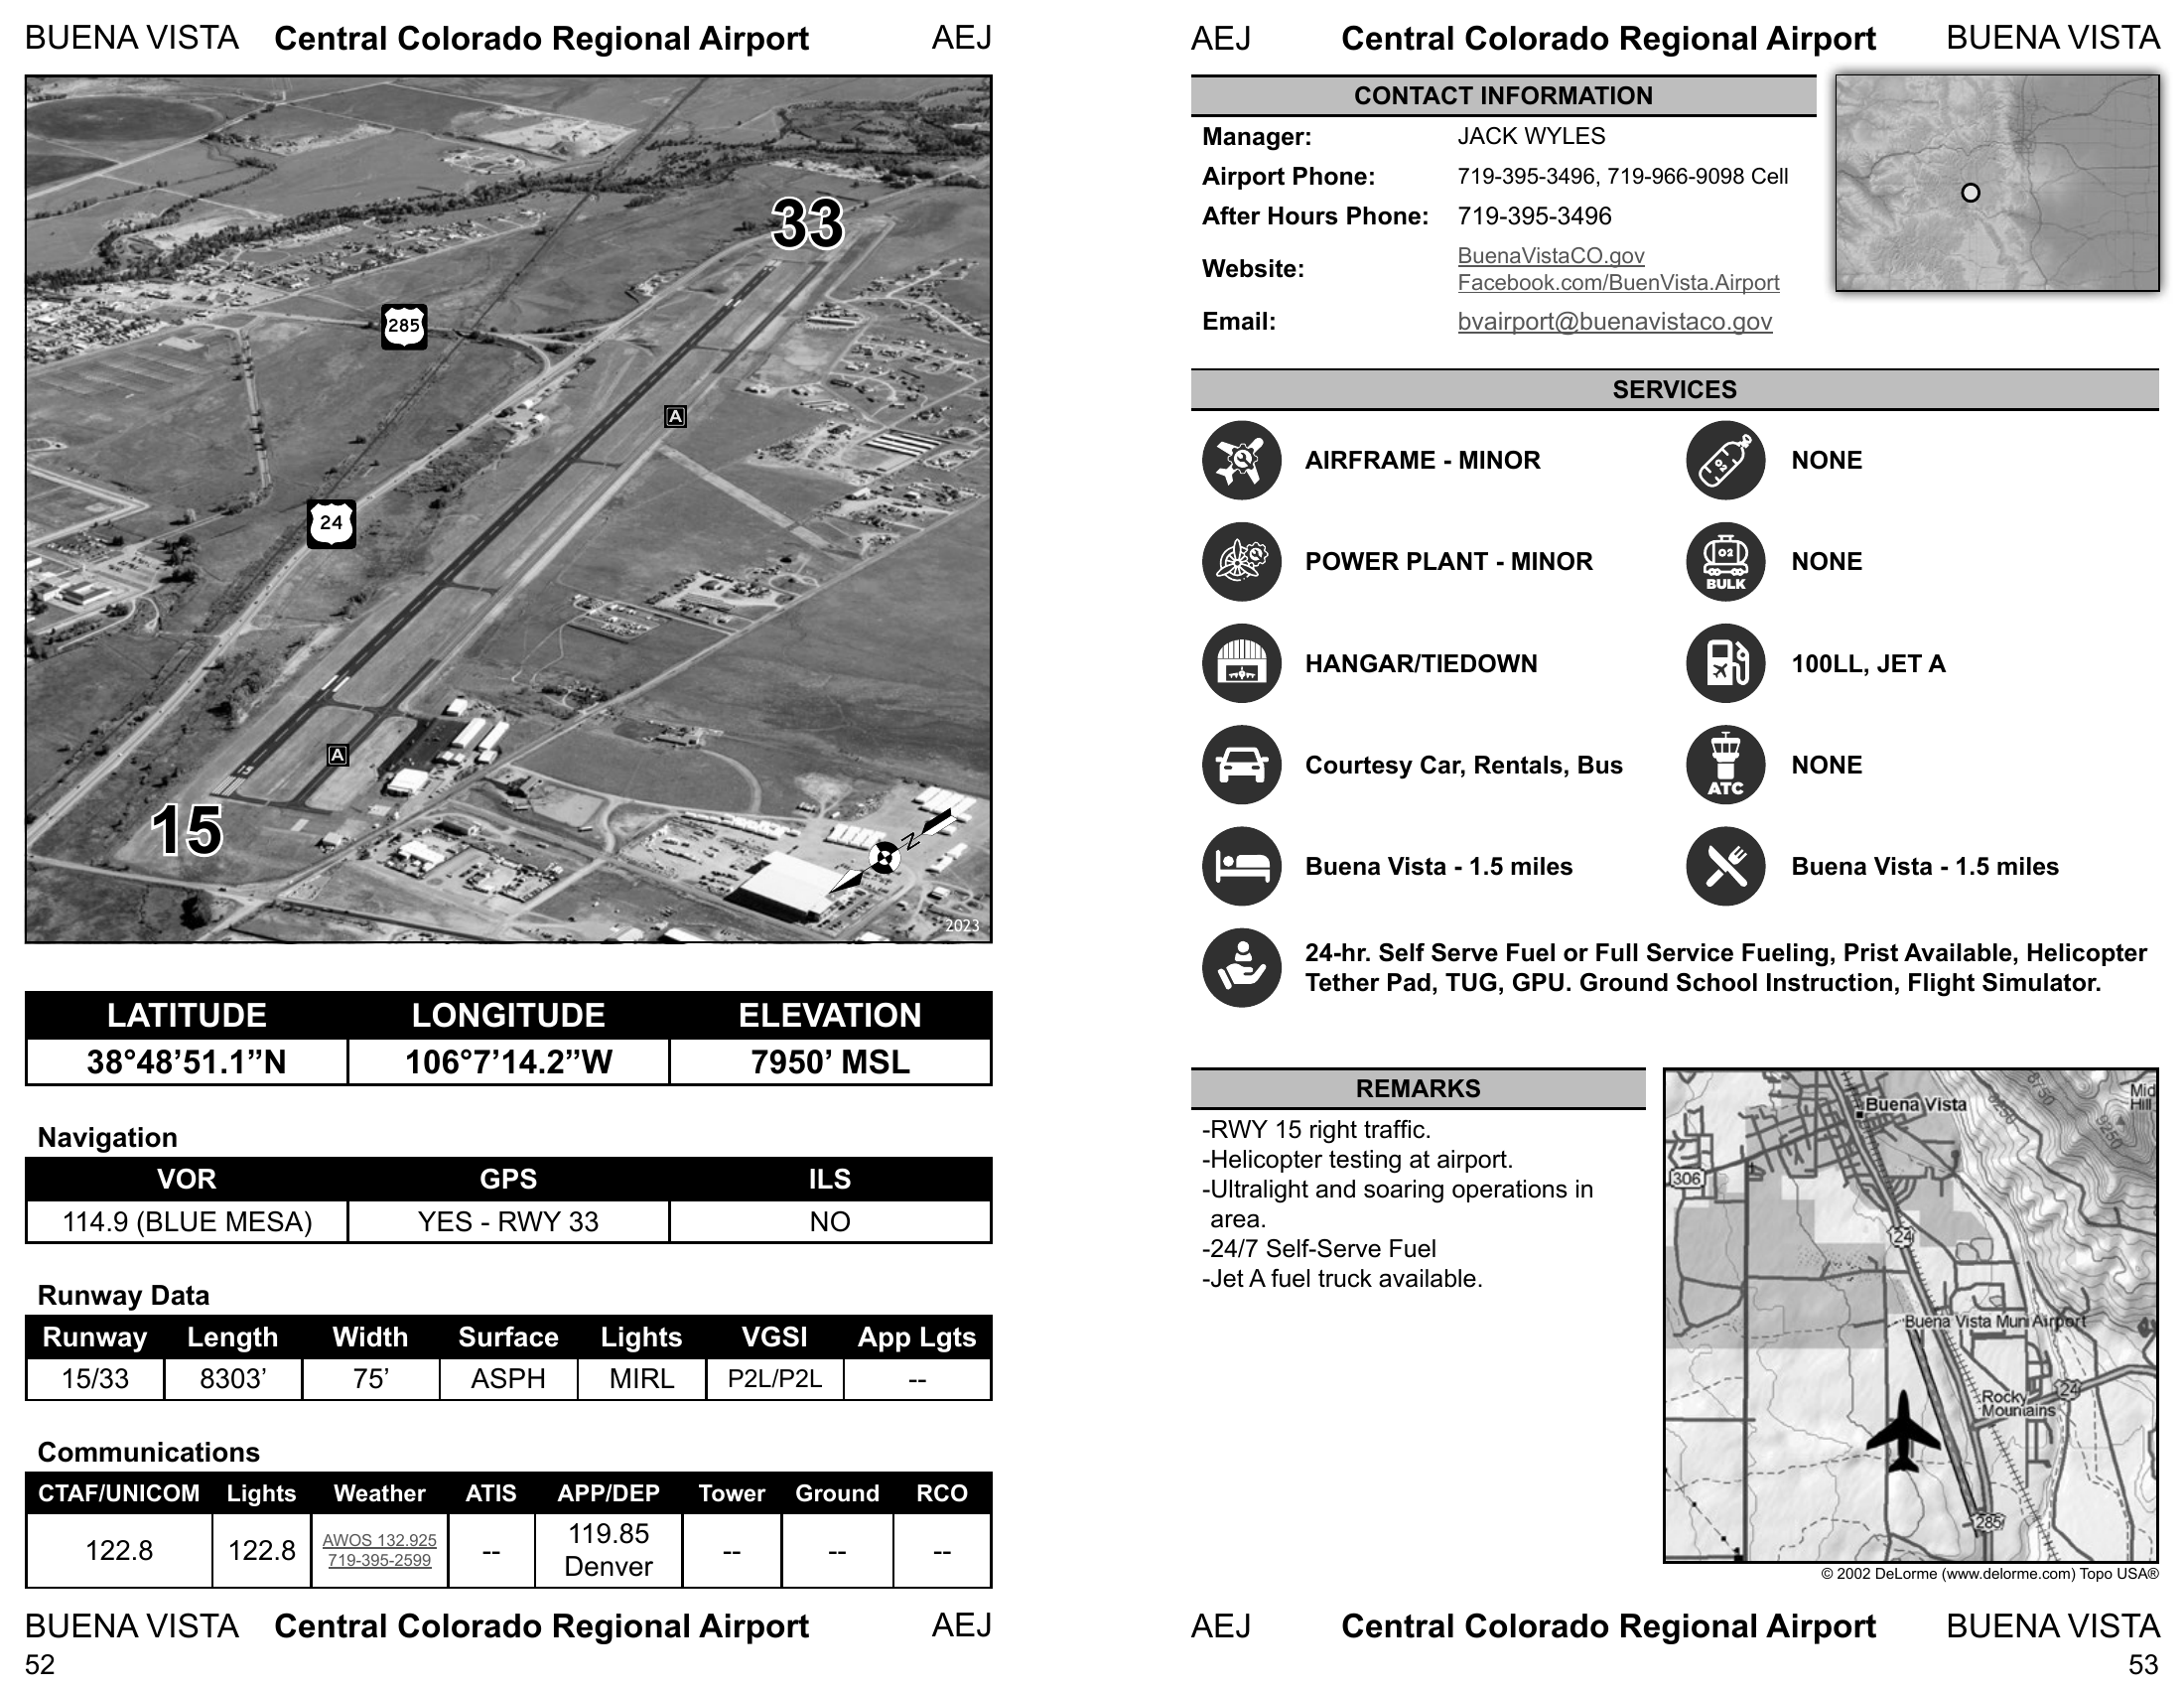 BUENA VISTA Central Colorado Regional Airport AEJ
33
285
A
24
A
15
N
2023
LATITUDE LONGITUDE ELEVATION
38°48’51.1”N 106°7’14.2”W 7950’ MSL
Navigation
VOR GPS ILS
114.9 (BLUE MESA) YES - RWY 33 NO
Runway Data
Runway Length Width Surface Lights VGSI App Lgts
15/33 8303’ 75’ ASPH MIRL P2L/P2L --
Communications
CTAF/UNICOM Lights Weather ATIS APP/DEP Tower Ground RCO
122.8 122.8 AWOS 132.925 -- 119.85 -- -- --
719-395-2599 Denver
BUENA VISTA Central Colorado Regional Airport AEJ
52
AEJ Central Colorado Regional Airport BUENA VISTA
CONTACT INFORMATION
Manager: JACK WYLES
Airport Phone: 719-395-3496, 719-966-9098 Cell
After Hours Phone: 719-395-3496
Website: BuenaVistaCO.gov
Facebook.com/BuenVista.Airport
Email: bvairport@buenavistaco.gov
SERVICES
AIRFRAME - MINOR O2 NONE
POWER PLANT - MINOR O2 BULK NONE
HANGAR/TIEDOWN 100LL, JET A
Courtesy Car, Rentals, Bus ATC NONE
Buena Vista - 1.5 miles Buena Vista - 1.5 miles
24-hr. Self Serve Fuel or Full Service Fueling, Prist Available, Helicopter
Tether Pad, TUG, GPU. Ground School Instruction, Flight Simulator.
REMARKS
-RWY 15 right traffic.
-Helicopter testing at airport.
-Ultralight and soaring operations in
area.
-24/7 Self-Serve Fuel
-Jet A fuel truck available.
8750
Mid
Hill
Buena Vista
9250
9250
306
24
Buena Vista Muni Airport
24
Rocky
Mountains
285
© 2002 DeLorme (www.delorme.com) Topo USA®
AEJ Central Colorado Regional Airport BUENA VISTA
53